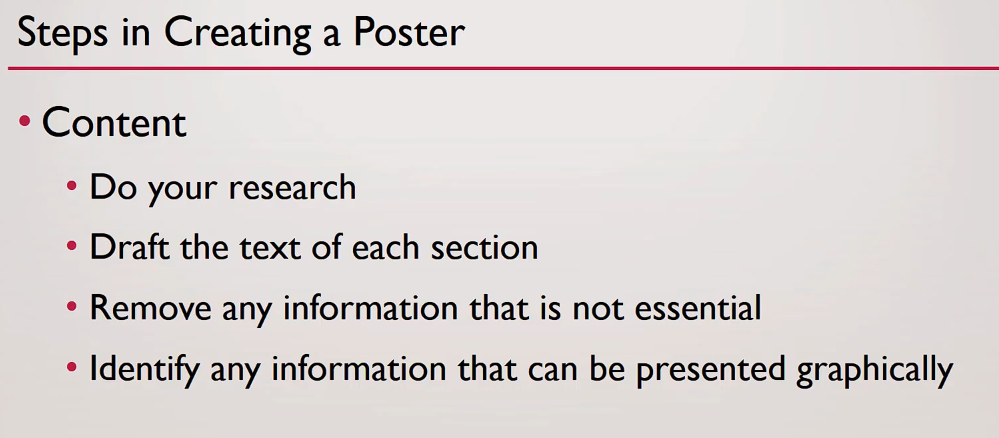 Steps in Creating a Poster
• Content
• Do your research
• Draft the text of each section
• Remove any information that is not essential
• Identify any information that can be presented graphically